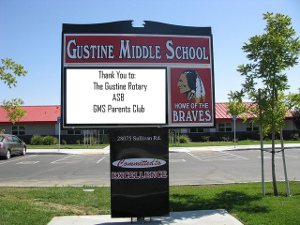 GUSTINE MIDDLE SCHOOL
Thank You to:
The Gustine Rotary
ASB
GMS Parents Club
HOME OF THE
BRAVES
28075 Sullivan Rd.
Committed to
EXCELLENCE